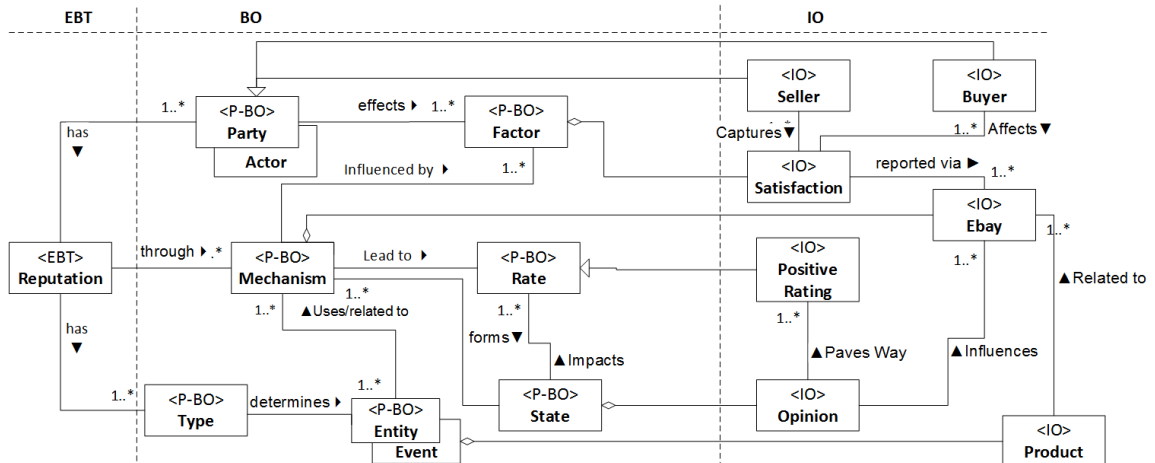 EBT BO IO
<IO>
Seller
<IO>
Buyer
<P-BO>
Party
Actor
1..*
effects ▶ 1..*
<P-BO>
Factor
has
▼
Captures▼
1..* Affects▼
Influenced by ▶
1..*
<IO>
Satisfaction
reported via ▶
1..*
<IO>
Ebay
1..*
<EBT>
Reputation
through ▶ .*
<P-BO>
Mechanism
Lead to ▶
<P-BO>
Rate
<IO>
Positive
Rating
1..*
▲Related to
1..*
▲Uses/related to
1..*
1..*
1..*
has
▼
forms▼
▲Impacts
▲Paves Way
▲Influences
1..*
<P-BO>
Type
determines ▶
1..*
<P-BO>
Entity
Event
<P-BO>
State
<IO>
Opinion
<IO>
Product